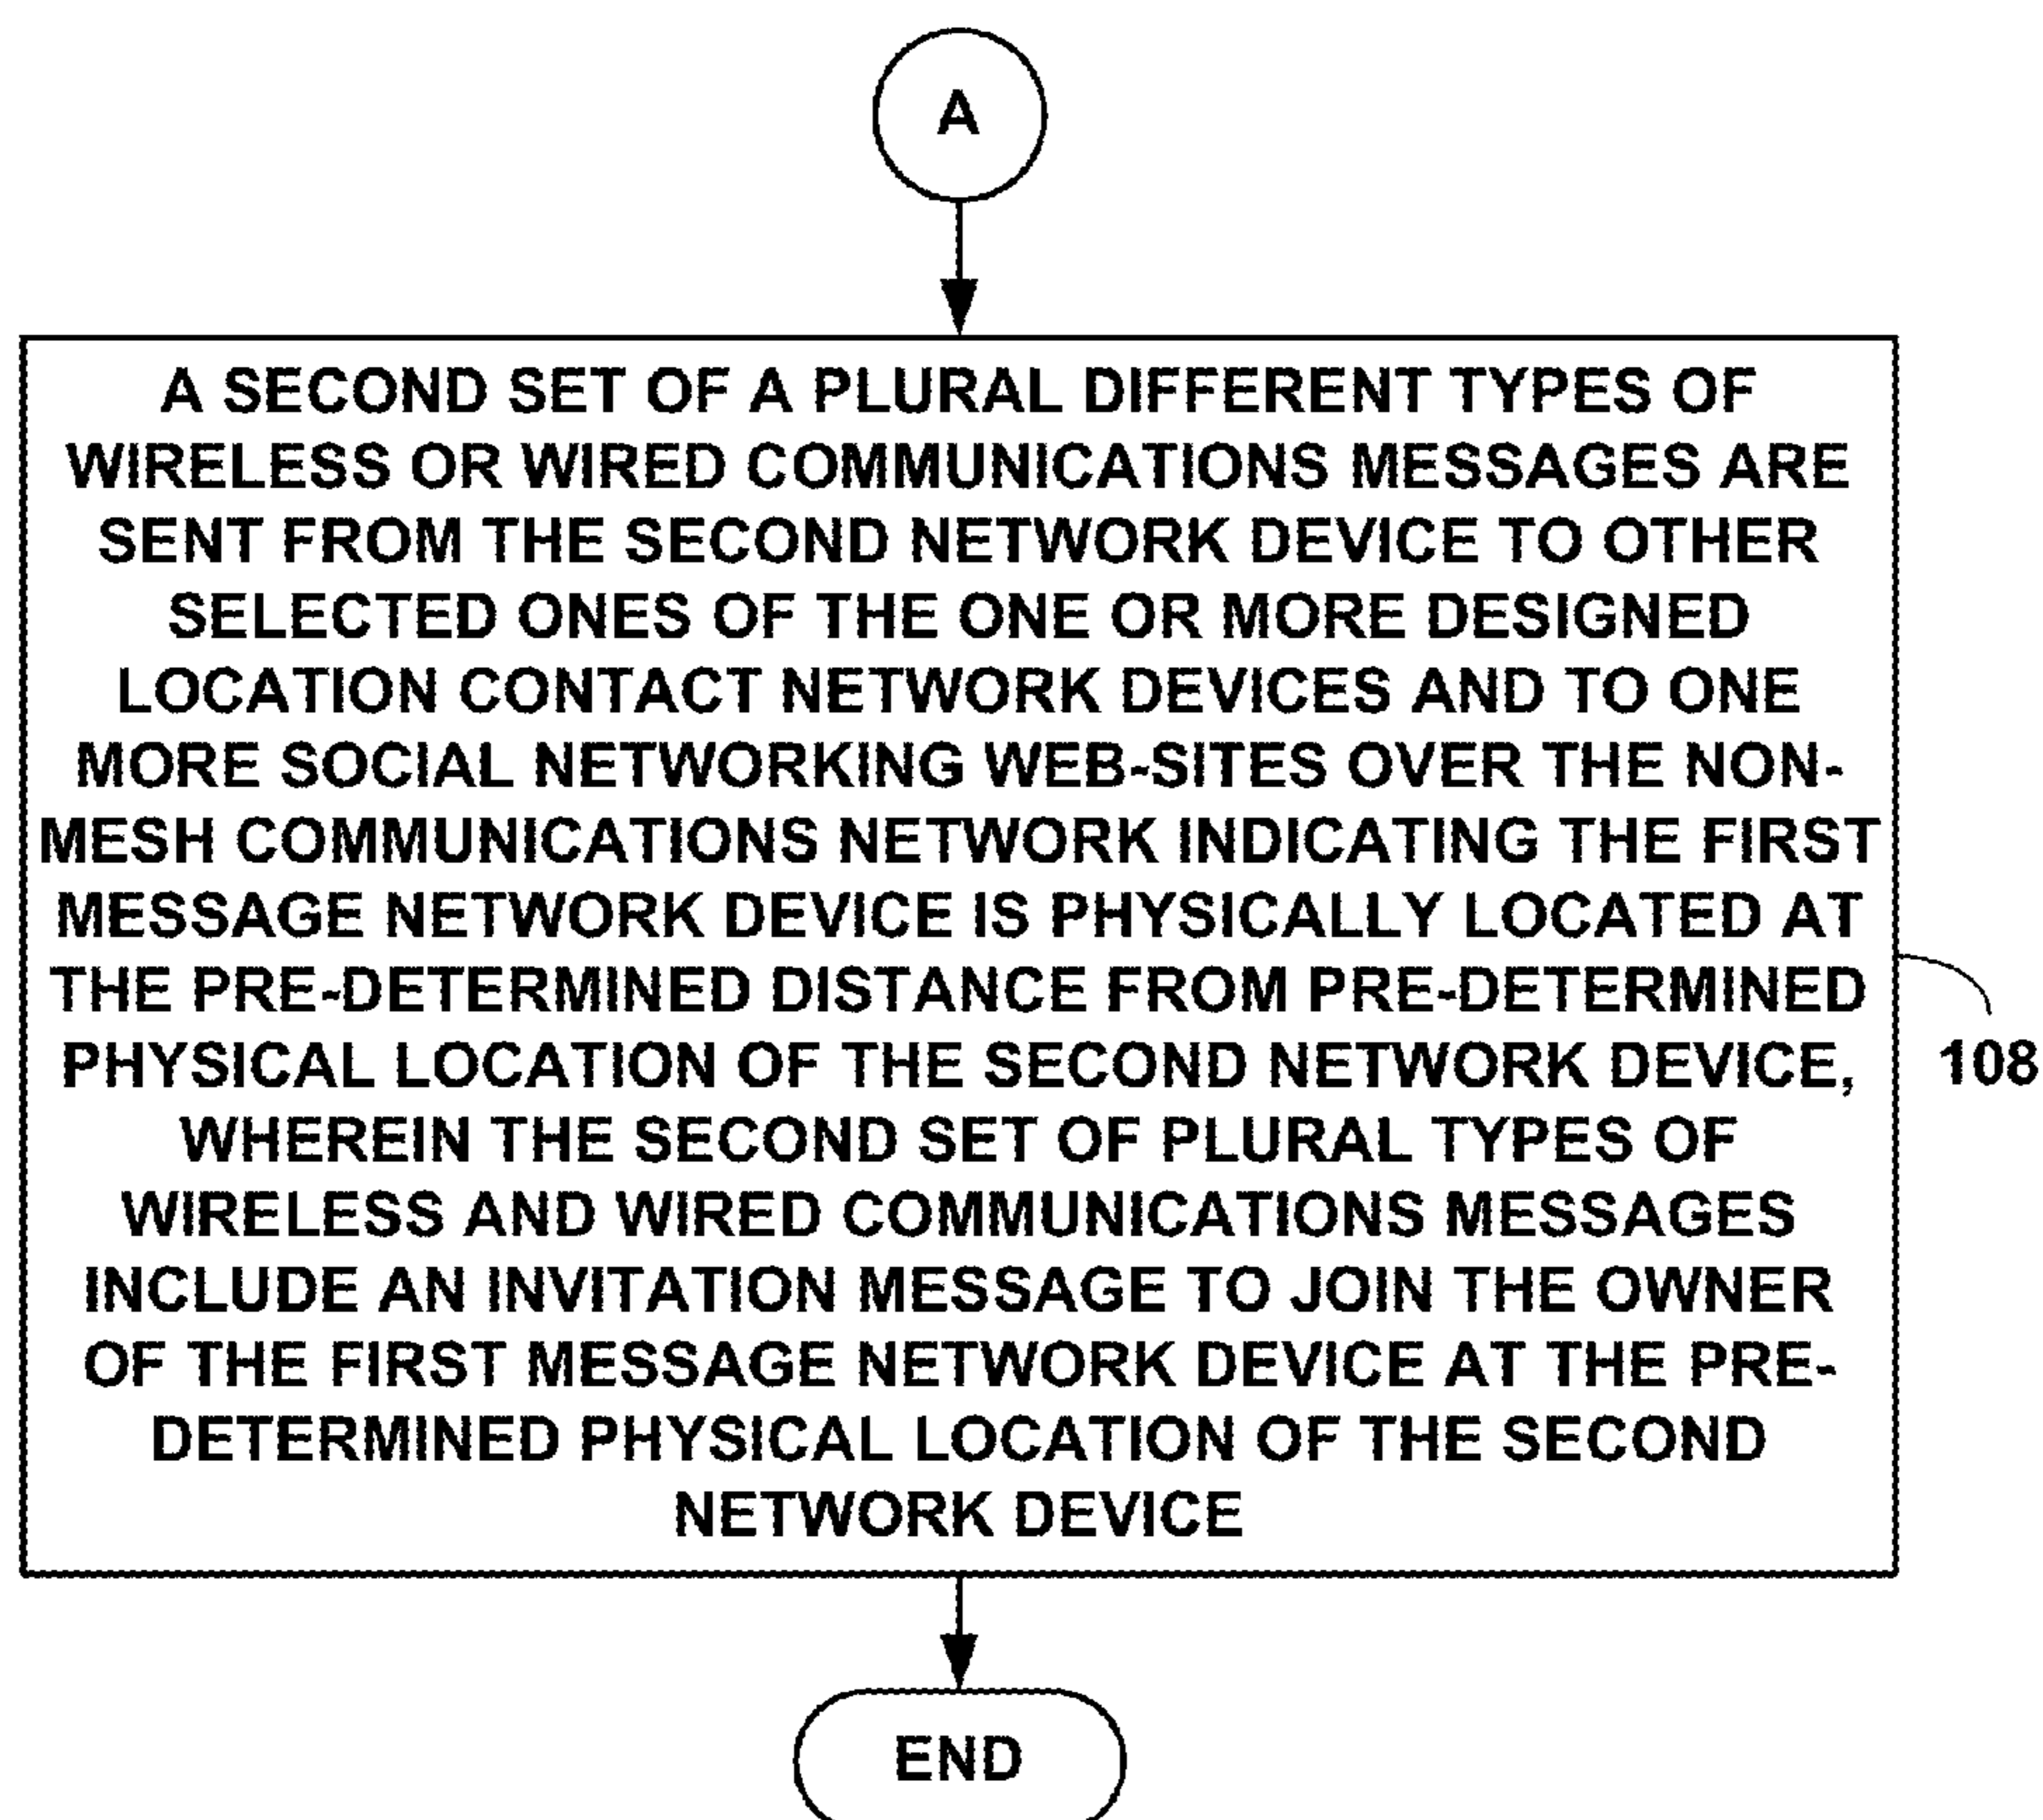 A
A SECOND SET OF A PLURAL DIFFERENT TYPES OF
WIRELESS OR WIRED COMMUNICATIONS MESSAGES ARE
SENT FROM THE SECOND NETWORK DEVICE TO OTHER
SELECTED ONES OF THE ONE OR MORE DESIGNED
LOCATION CONTACT NETWORK DEVICES AND TO ONE
MORE SOCIAL NETWORKING WEB-SITES OVER THE NON-
MESH COMMUNICATIONS NETWORK INDICATING THE FIRST
MESSAGE NETWORK DEVICE IS PHYSICALLY LOCATED AT
THE PRE-DETERMINED DISTANCE FROM PRE-DETERMINED
PHYSICAL LOCATION OF THE SECOND NETWORK DEVICE,
WHEREIN THE SECOND SET OF PLURAL TYPES OF
WIRELESS AND WIRED COMMUNICATIONS MESSAGES
INCLUDE AN INVITATION MESSAGE TO JOIN THE OWNER
OF THE FIRST MESSAGE NETWORK DEVICE AT THE PRE-
DETERMINED PHYSICAL LOCATION OF THE SECOND
NETWORK DEVICE
108
END